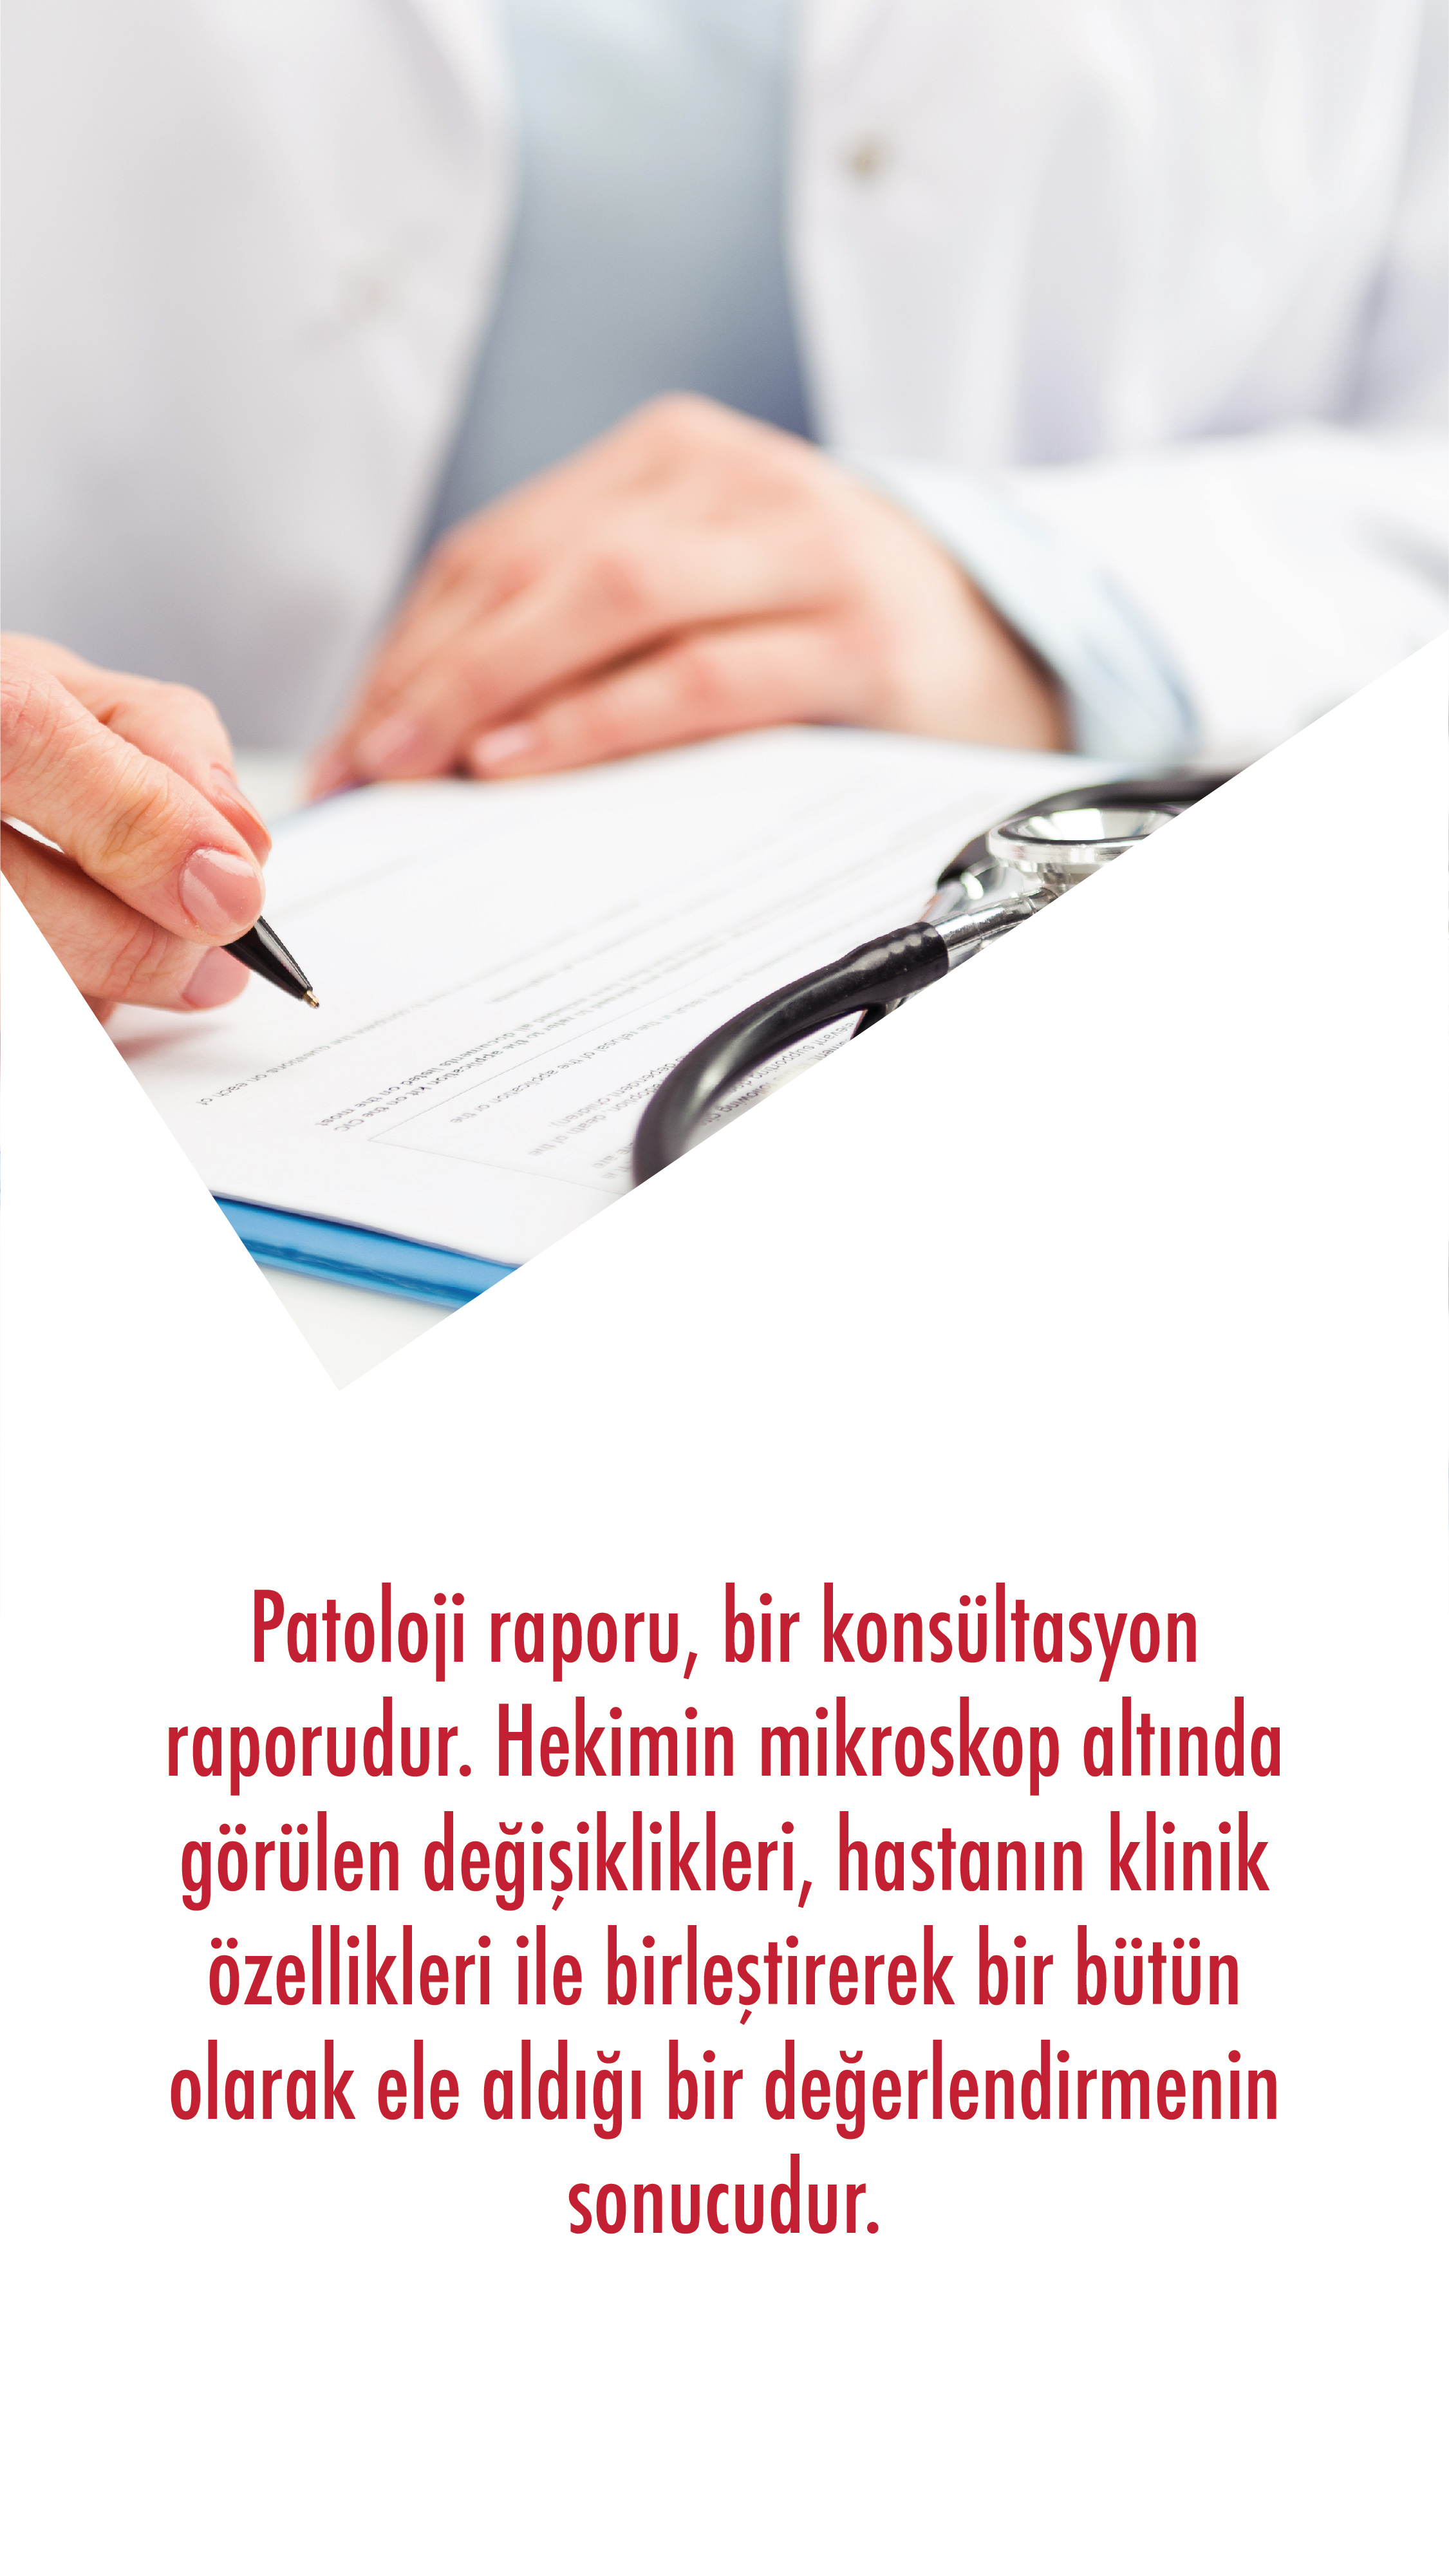 Patoloji raporu, bir konsültasyon
raporudur. Hekimin mikroskop altında
görülen değişiklikleri, hastanın klinik
özellikleri ile birleştirerek bir bütün
olarak ele aldığı bir değerlendirmenin
sonucudur.